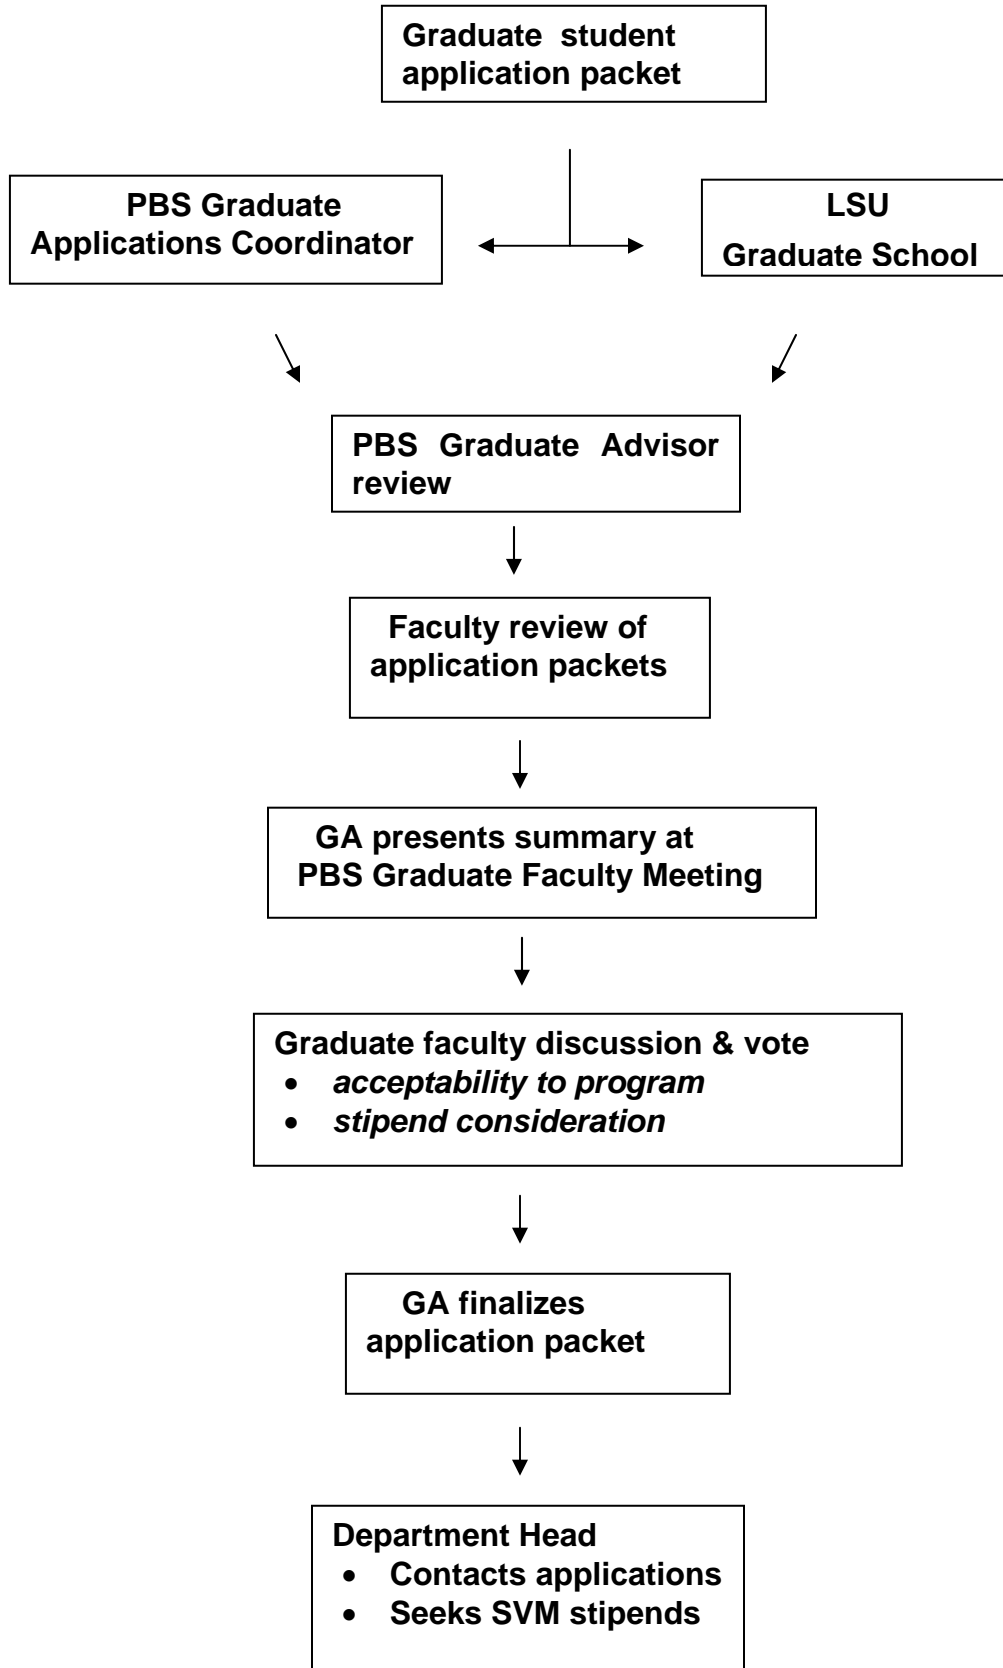 Graduate student
application packet
PBS Graduate
Applications Coordinator
LSU
Graduate School
PBS Graduate Advisor
review
Faculty review of
application packets
GA presents summary at
PBS Graduate Faculty Meeting
Graduate faculty discussion & vote
• acceptability to program
• stipend consideration
GA finalizes
application packet
Department Head
• Contacts applications
• Seeks SVM stipends